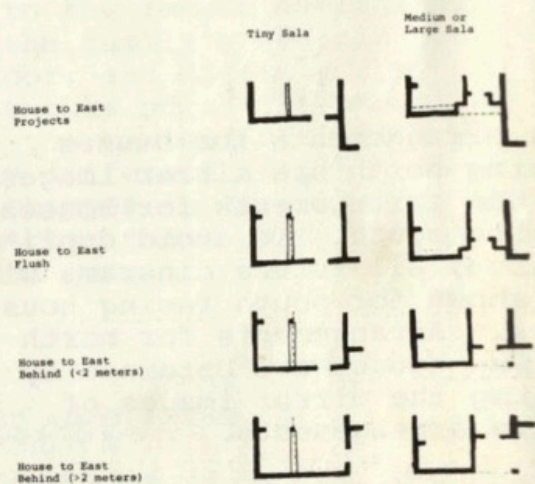 Tiny Sala
Medium or
Large Sala
House to East
Projects
House to East
Flush
House to East
Behind (<2 meters)
House to East
Behind (>2 meters)